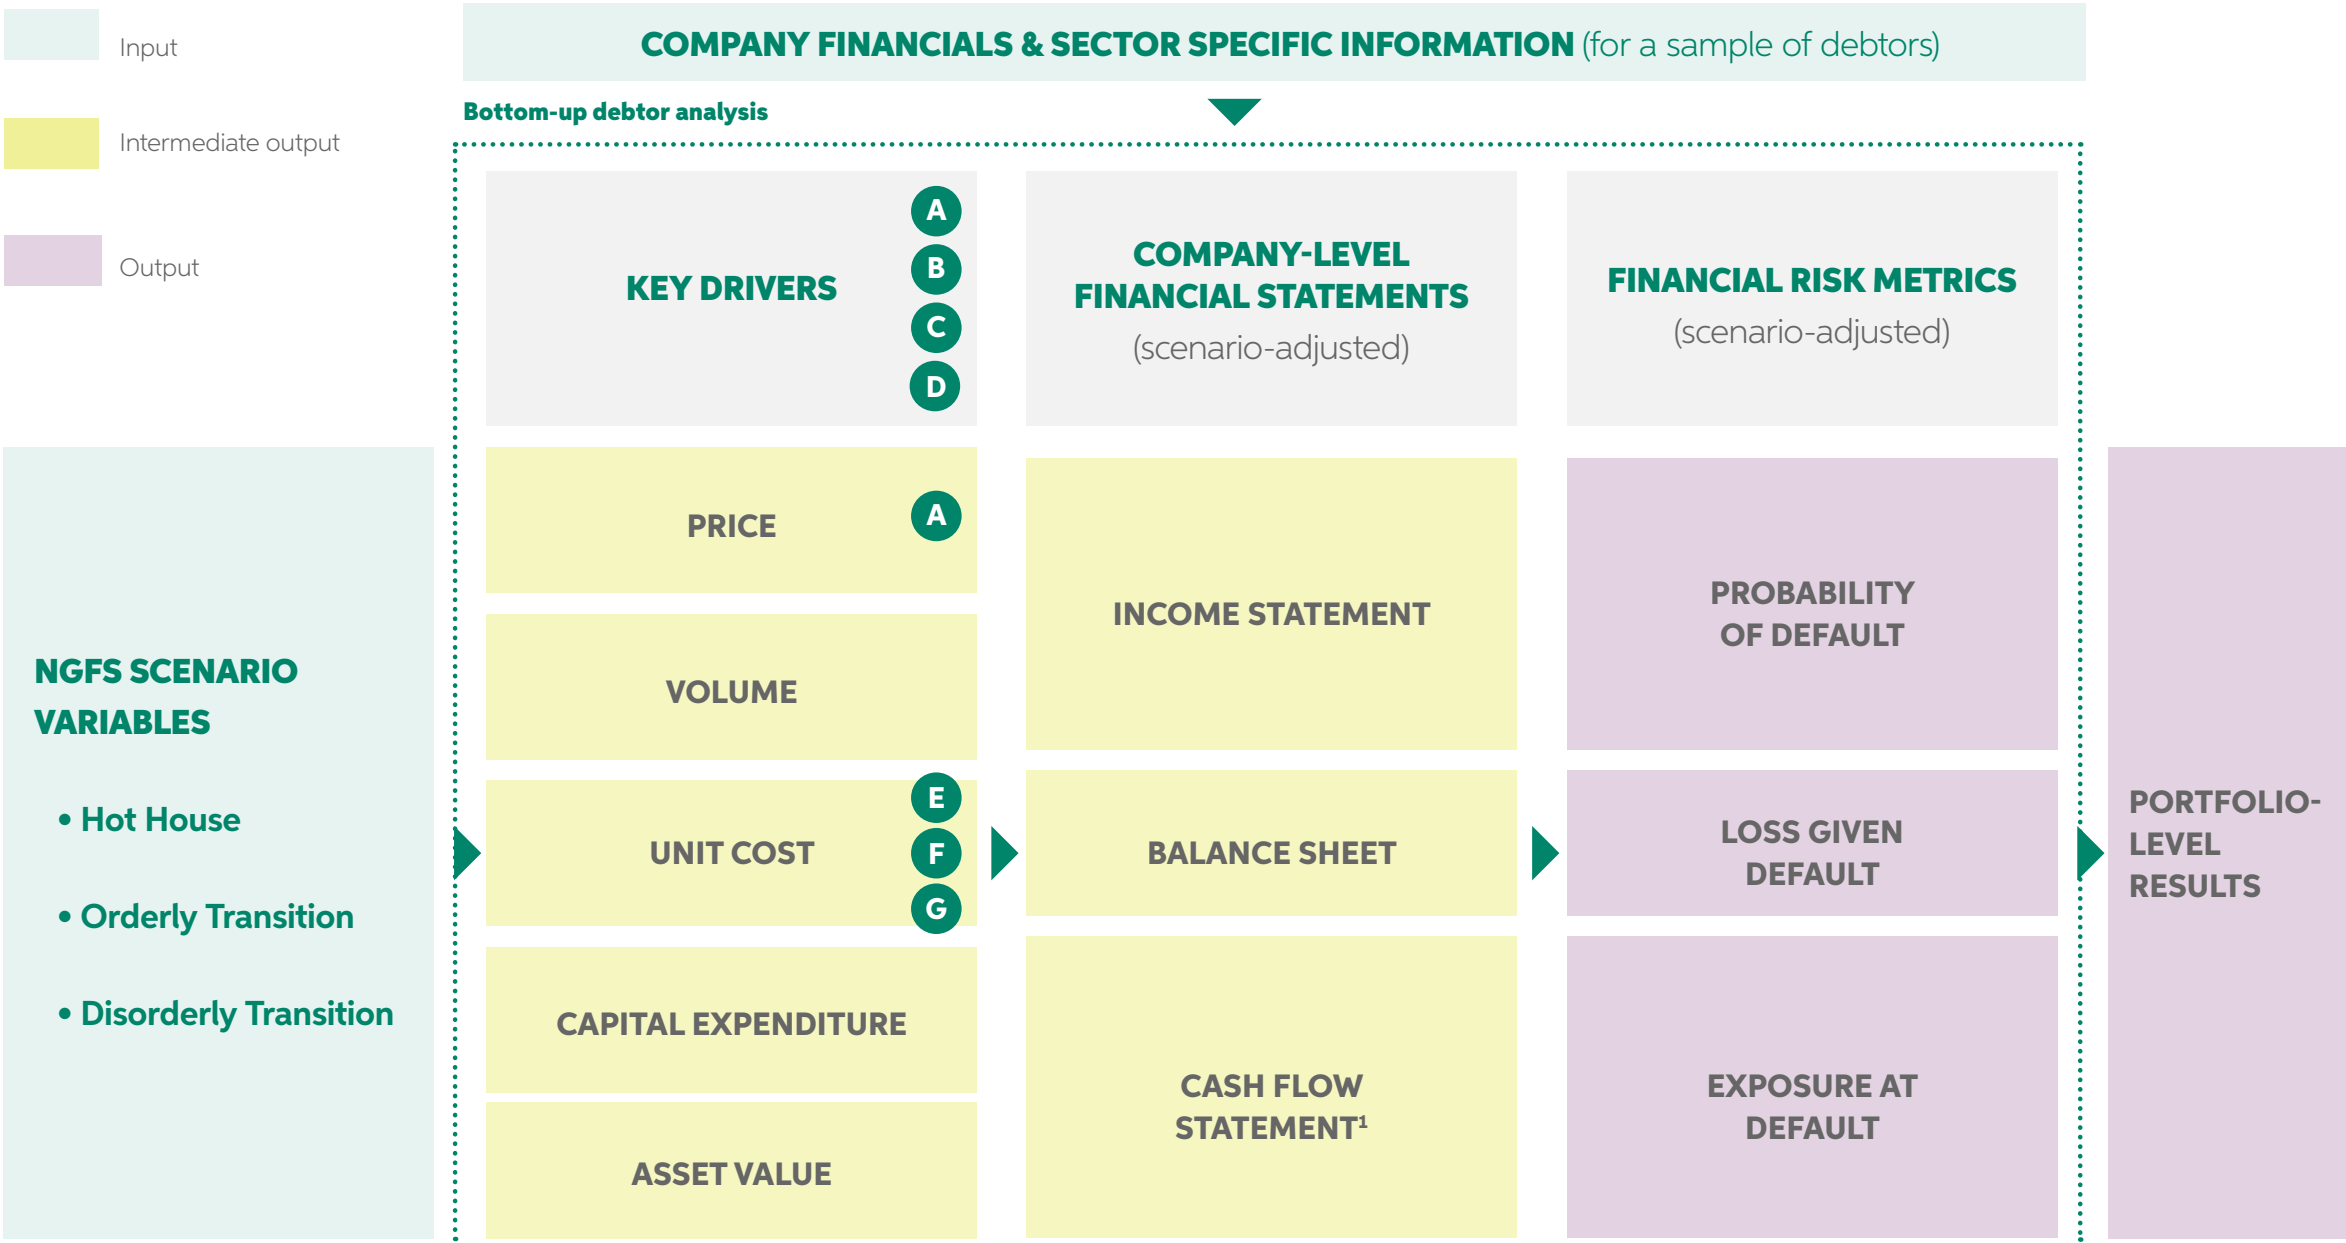 Input
Intermediate output
Output
COMPANY FINANCIALS & SECTOR SPECIFIC INFORMATION (for a sample of debtors)
Bottom-up debtor analysis
KEY DRIVERS
A
B
C
D
COMPANY-LEVEL
FINANCIAL STATEMENTS
(scenario-adjusted)
FINANCIAL RISK METRICS
(scenario-adjusted)
NGFS SCENARIO
VARIABLES
• Hot House
• Orderly Transition
• Disorderly Transition
PRICE
A
VOLUME
UNIT COST
E
F
G
CAPITAL EXPENDITURE
ASSET VALUE
INCOME STATEMENT
BALANCE SHEET
CASH FLOW
STATEMENT¹
PROBABILITY
OF DEFAULT
LOSS GIVEN
DEFAULT
EXPOSURE AT
DEFAULT
PORTFOLIO-
LEVEL
RESULTS